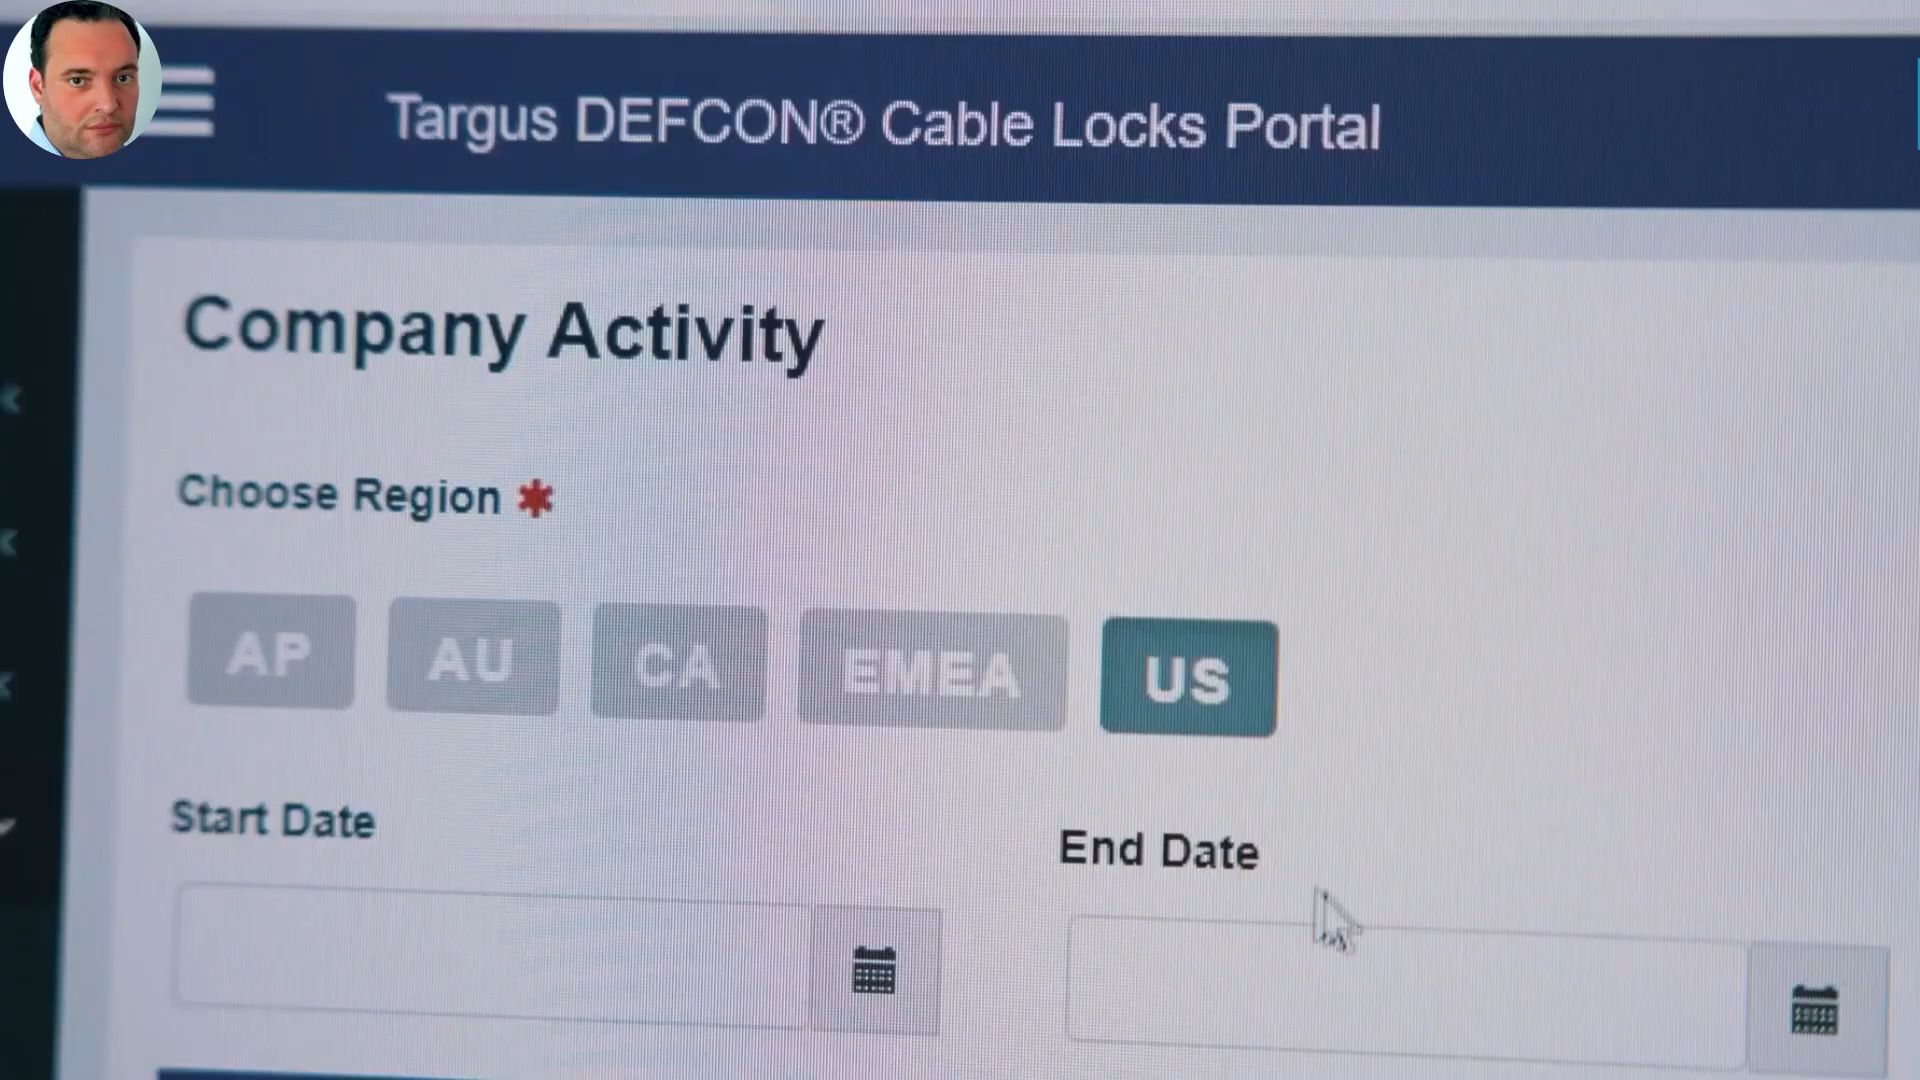 Targus DEFCON® Cable Locks Portal
Company Activity
Choose Region *
AP AU CA EMEA US
Start Date
End Date